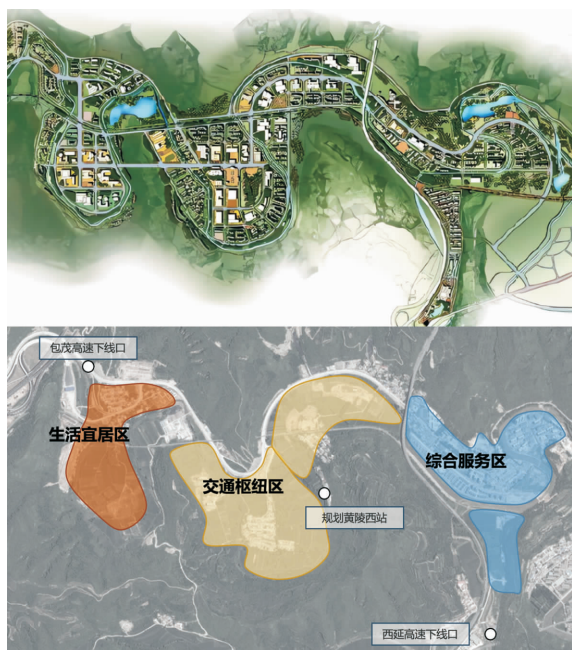 包茂高速下线口
生活宜居区
交通枢纽区
综合服务区
规划黄陵西站
西延高速下线口